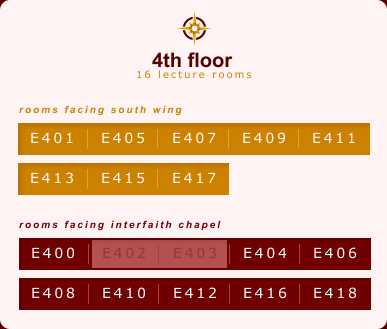 4th floor
16 lecture rooms
rooms facing south wing
E401 E405 E407 E409 E411
E413 E415 E417
rooms facing interfaith chapel
E400 E402 E403 E404 E406
E408 E410 E412 E416 E418